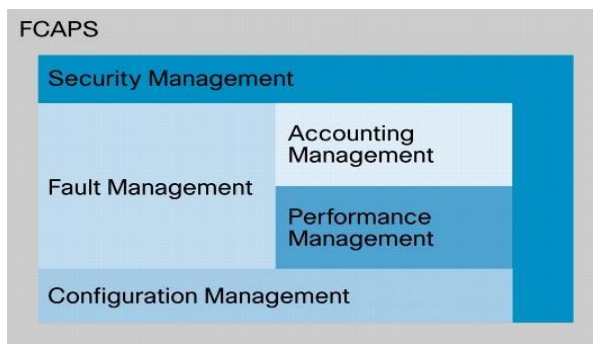 FCAPS
Security Management
Accounting
Management
Fault Management
Performance
Management
Configuration Management